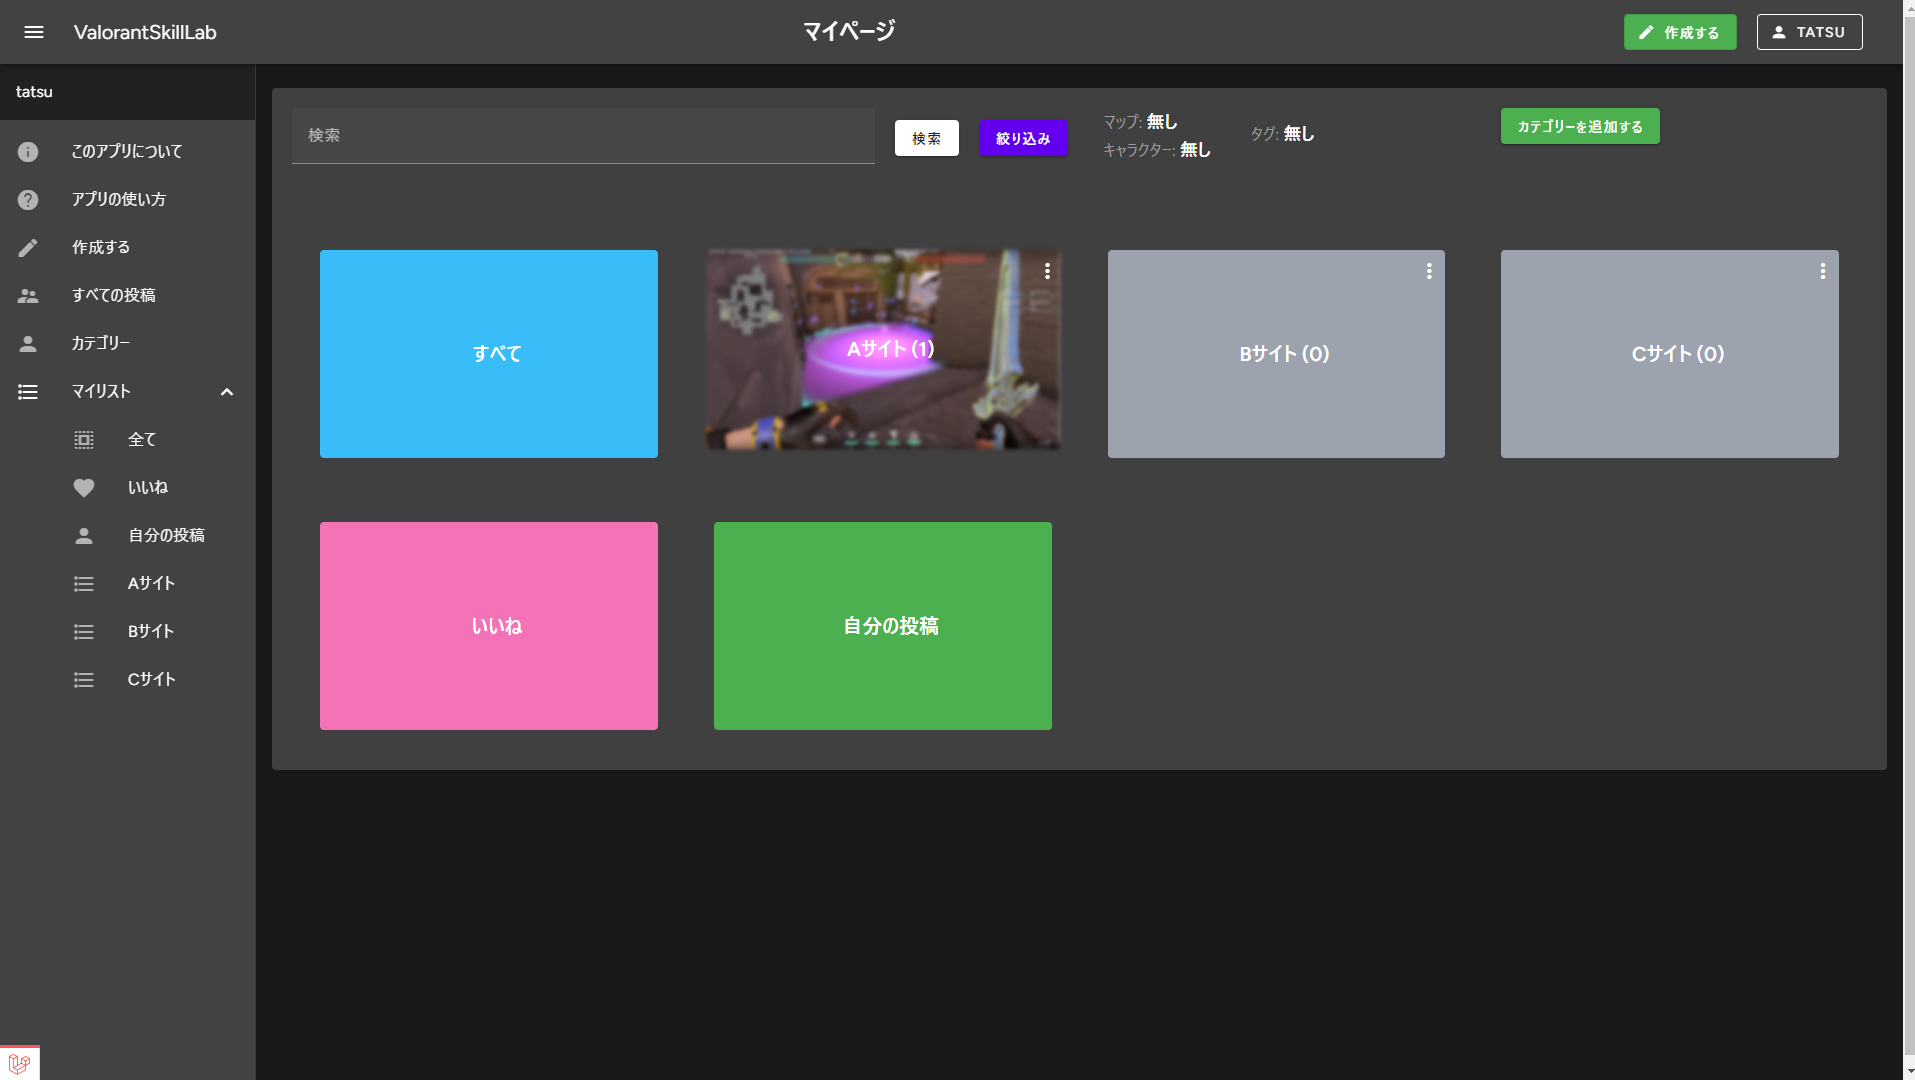 ValorantSkillLab
マイページ
作成する
TATSU
tatsu
このアプリについて
アプリの使い方
作成する
すべての投稿
カテゴリー
マイリスト
全て
いいね
自分の投稿
Aサイト
Bサイト
Cサイト
検索
検索
絞り込み
マップ: 無し
キャラクター: 無し
タグ: 無し
カテゴリーを追加する
すべて
Aサイト (1)
Bサイト (0)
Cサイト (0)
いいね
自分の投稿